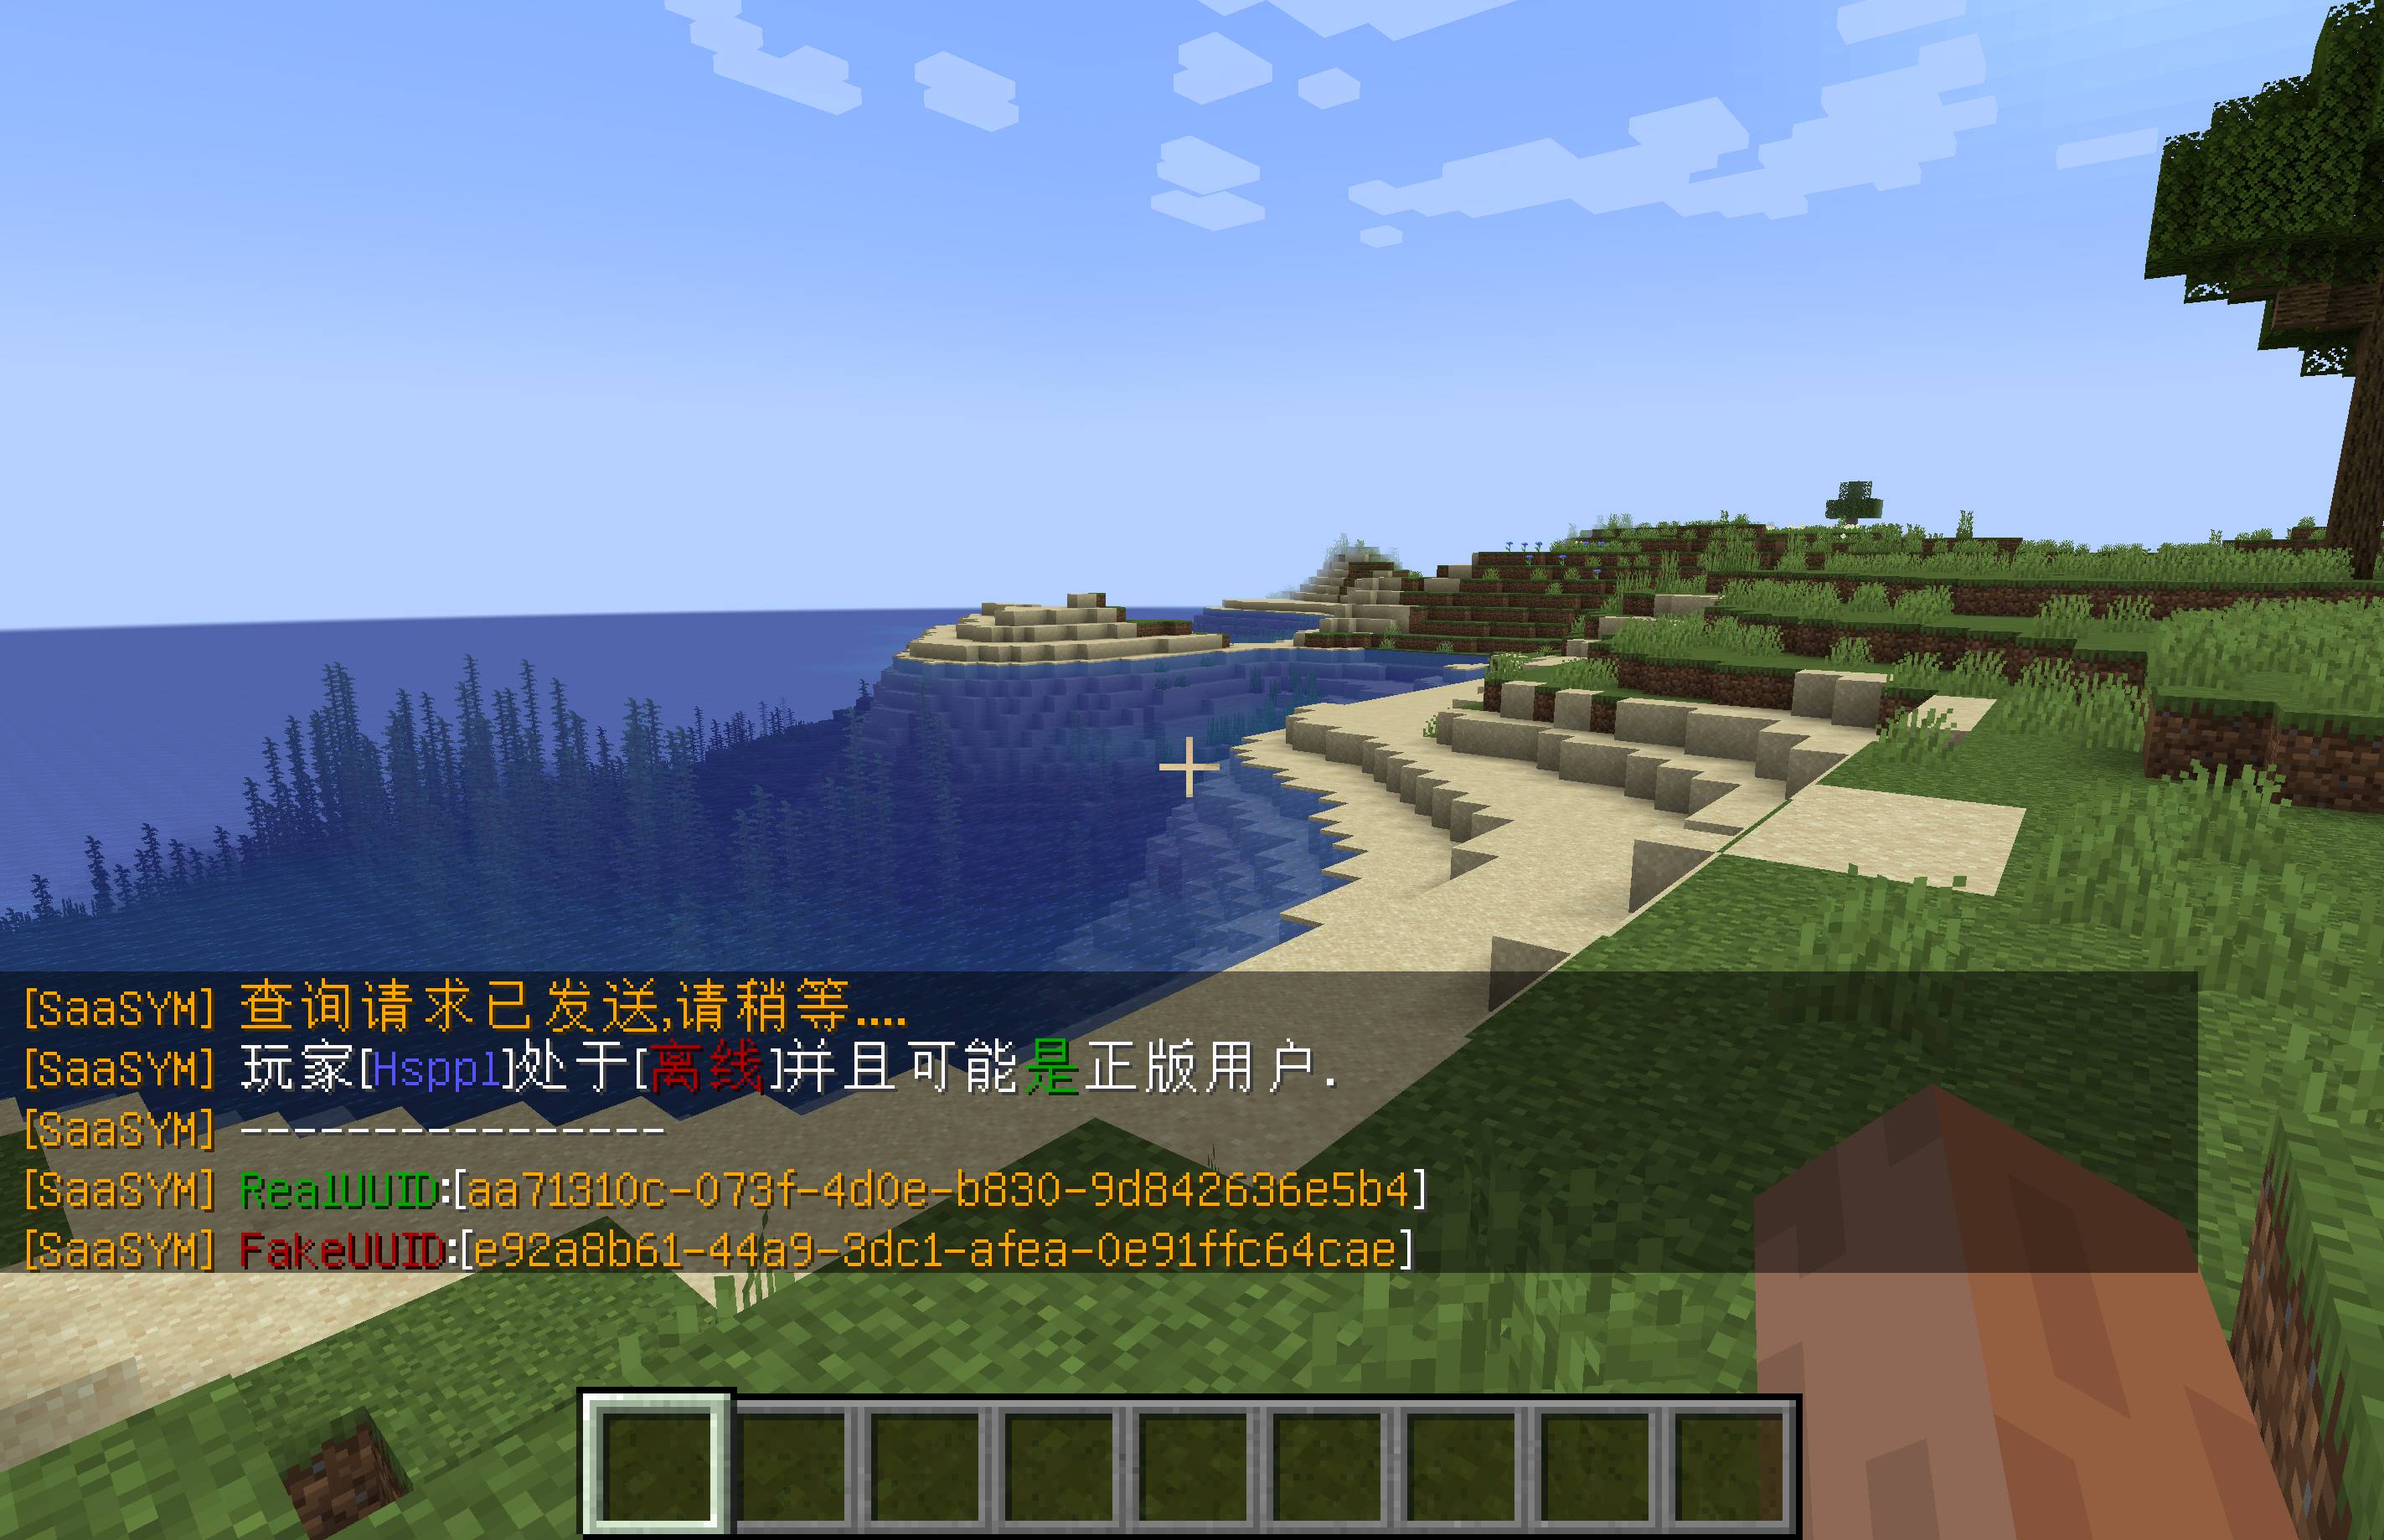 [SaaSYM] 查询请求已发送,请稍等....
[SaaSYM] 玩家[Hsppl]处于[离线]并且可能是正版用户.
[SaaSYM] ----------------
[SaaSYM] RealUUID:[aa71310c-073f-4d0e-b830-9d842636e5b4]
[SaaSYM] FakeUUID:[e92a8b61-44a9-3dc1-afea-0e91ffc64cae]